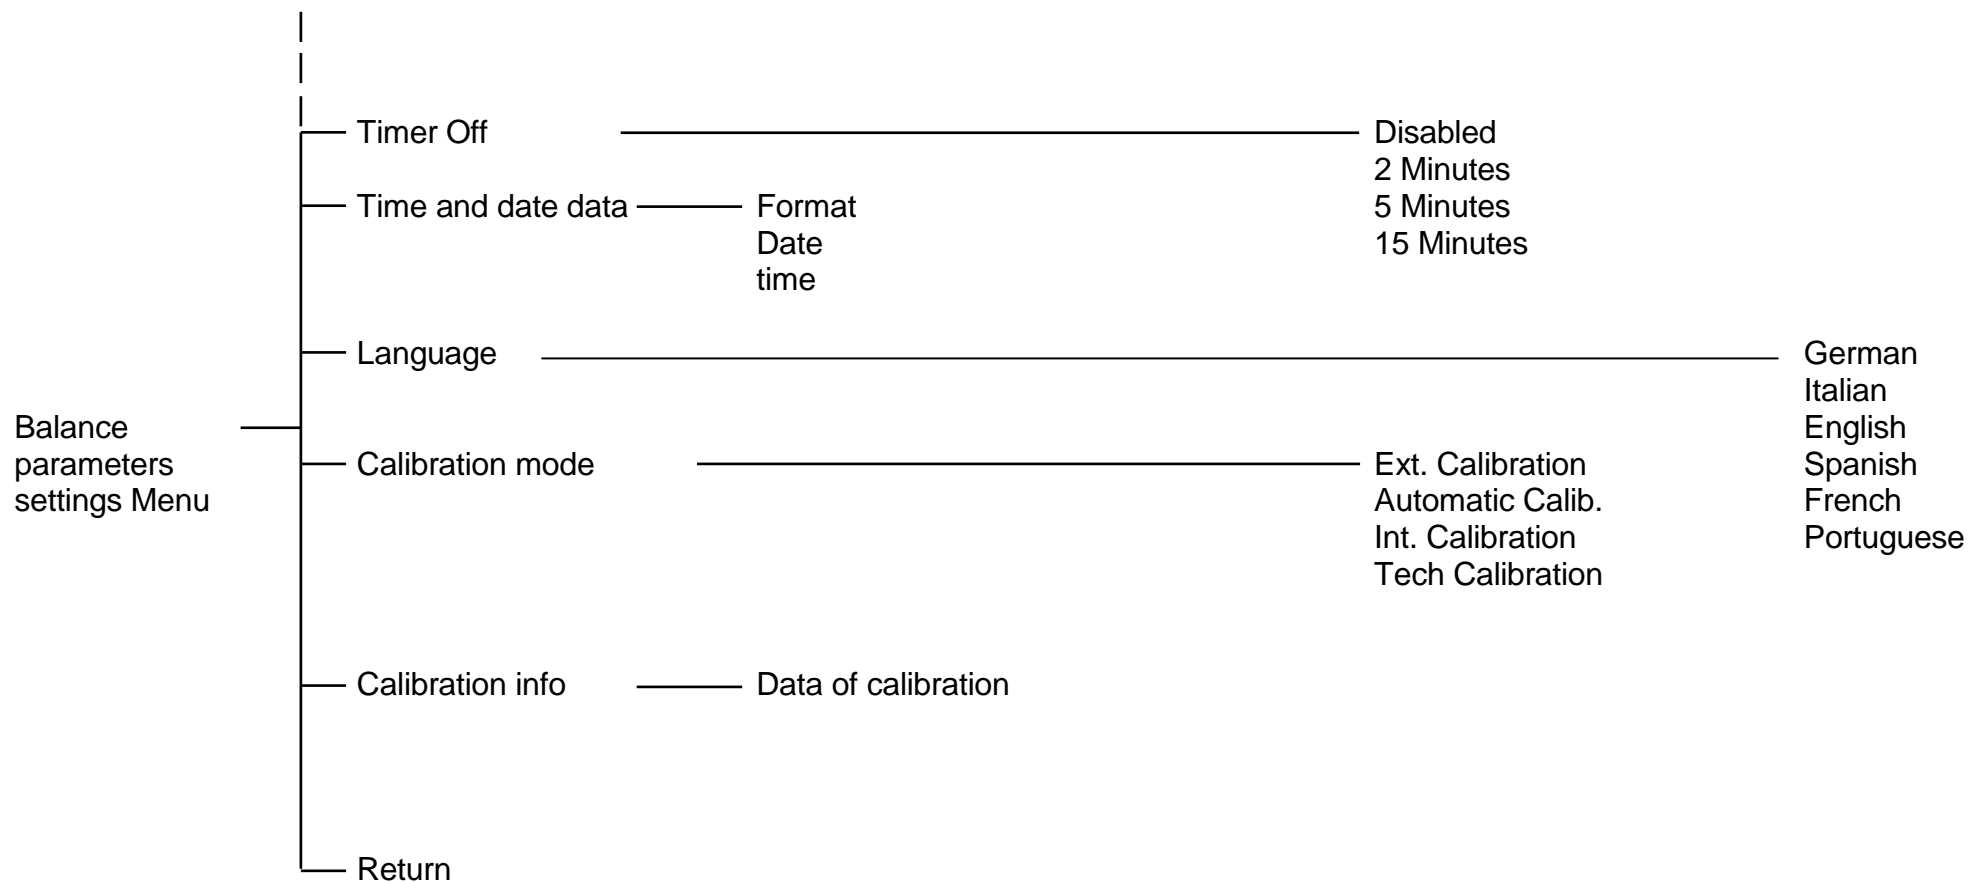 Timer Off
Disabled
2 Minutes
5 Minutes
15 Minutes
Time and date data
Format
Date
time
Language
German
Italian
English
Spanish
French
Portuguese
Balance
parameters
settings Menu
Calibration mode
Ext. Calibration
Automatic Calib.
Int. Calibration
Tech Calibration
Calibration info
Data of calibration
Return